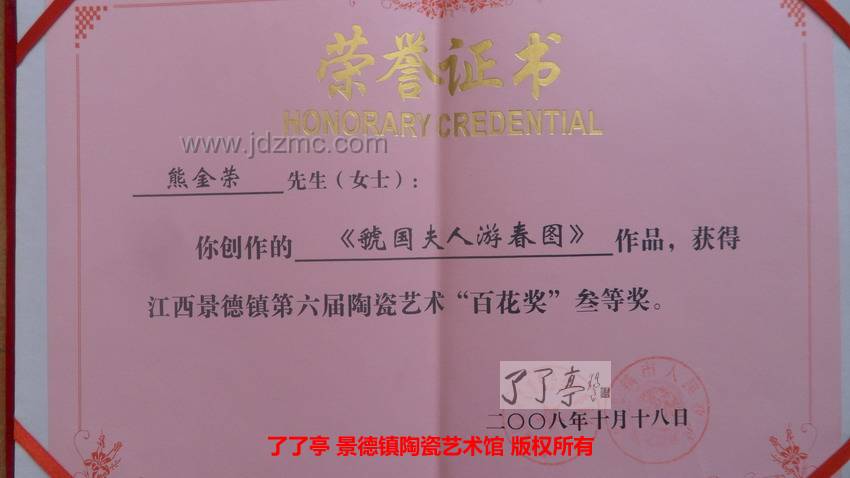 荣誉证书
HONORARY CREDENTIAL
www.jdzmc.com
熊金荣 先生（女士）:
你创作的《虢国夫人游春图》作品，获得
江西景德镇第六届陶瓷艺术“百花奖”叁等奖。
了了亭
二〇〇八年十月十八日
了了亭 景德镇陶瓷艺术馆 版权所有